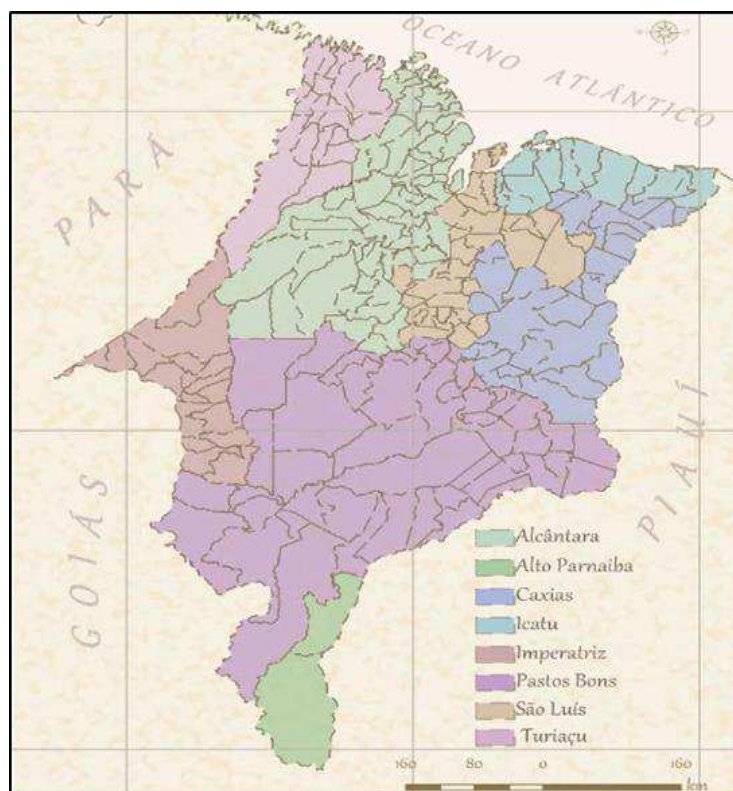 OCEANO ATLÂNTICO
PARÁ
GOIÁS
PIAUÍ
Alcântara
Alto Parnaiba
Caxias
Icatu
Imperatriz
Pastos Bons
São Luís
Turiaçu
160 80 0 160
km